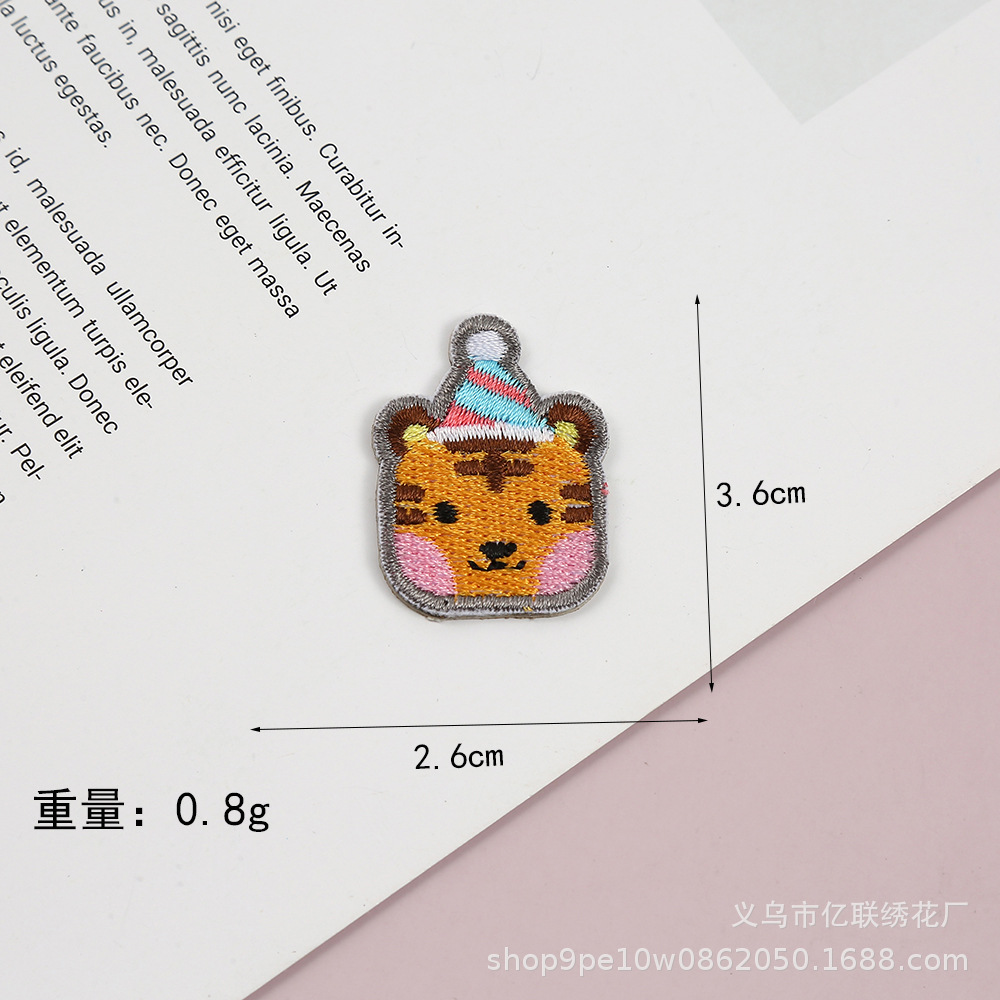 la luctus egestas.
ante faucibus nec. Donec eget massa
us in, malesuada efficitur ligula. Ut
sagittis nunc lacinia. Maecenas
nisi eget finibus. Curabitur in-
id, malesuada ullamcorper
elementum turpis ele-
culis ligula. Donec
eleifend elit
ur. Pel-
3.6cm
2.6cm
重量：0.8g
义乌市亿联绣花厂
shop9pe10w0862050.1688.com